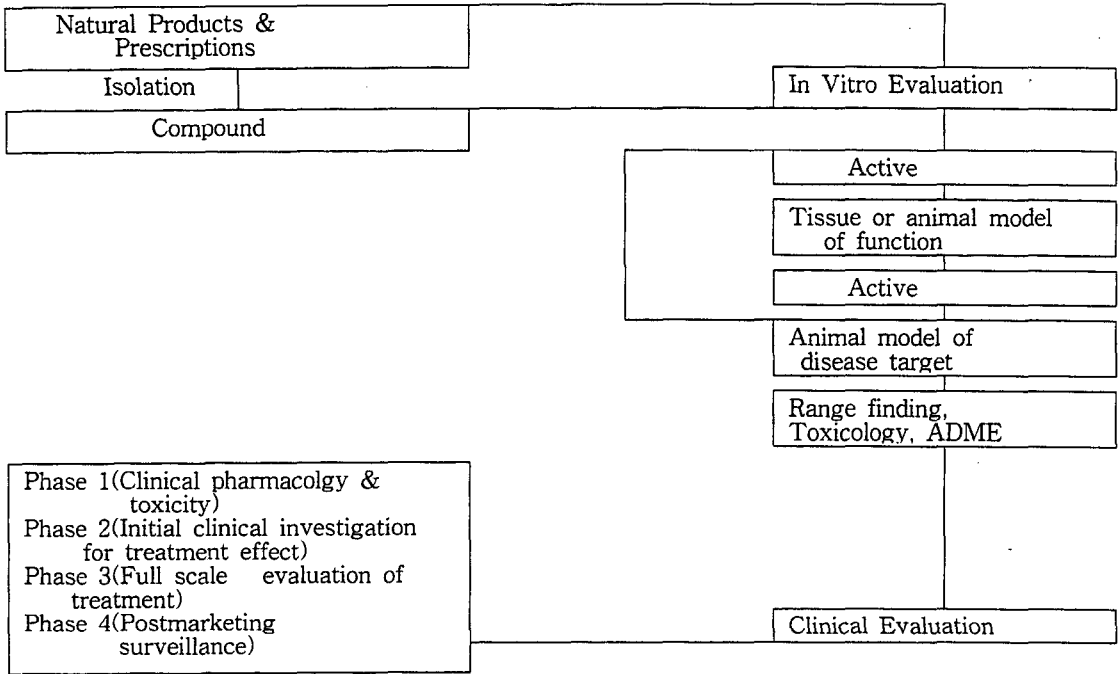 Natural Products &
Prescriptions
Isolation
Compound
In Vitro Evaluation
Active
Tissue or animal model
of function
Active
Animal model of
disease target
Range finding,
Toxicology, ADME
Phase 1(Clinical pharmacolgy &
toxicity)
Phase 2(Initial clinical investigation
for treatment effect)
Phase 3(Full scale evaluation of
treatment)
Phase 4(Postmarketing
surveillance)
Clinical Evaluation